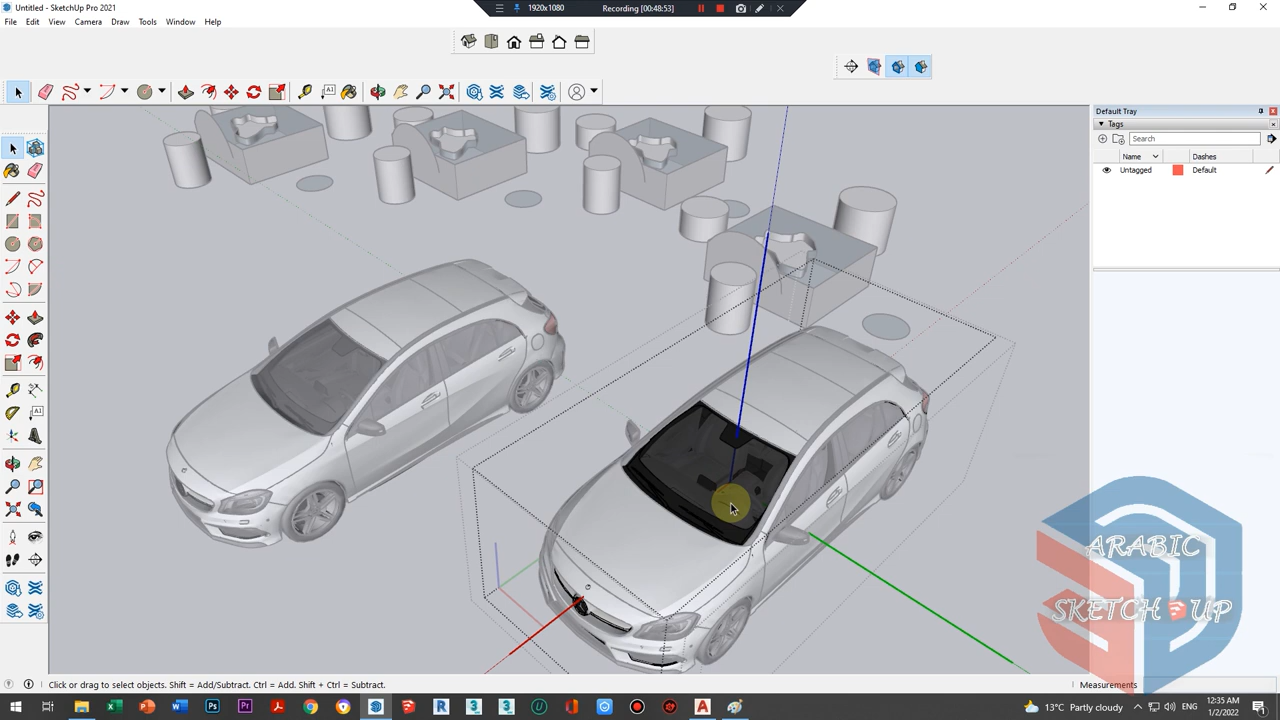 Untitled - SketchUp Pro 2021
1920x1080
Recording [00:48:53]
File Edit View Camera Draw Tools Window Help
Default Tray
Tags
Search
Name
Dashes
Untagged
Default
ARABIC
SKETCH UP
Click or drag to select objects. Shift = Add/Subtract. Ctrl = Add. Shift + Ctrl = Subtract.
Measurements
13°C Partly cloudy
12:35 AM
1/2/2022